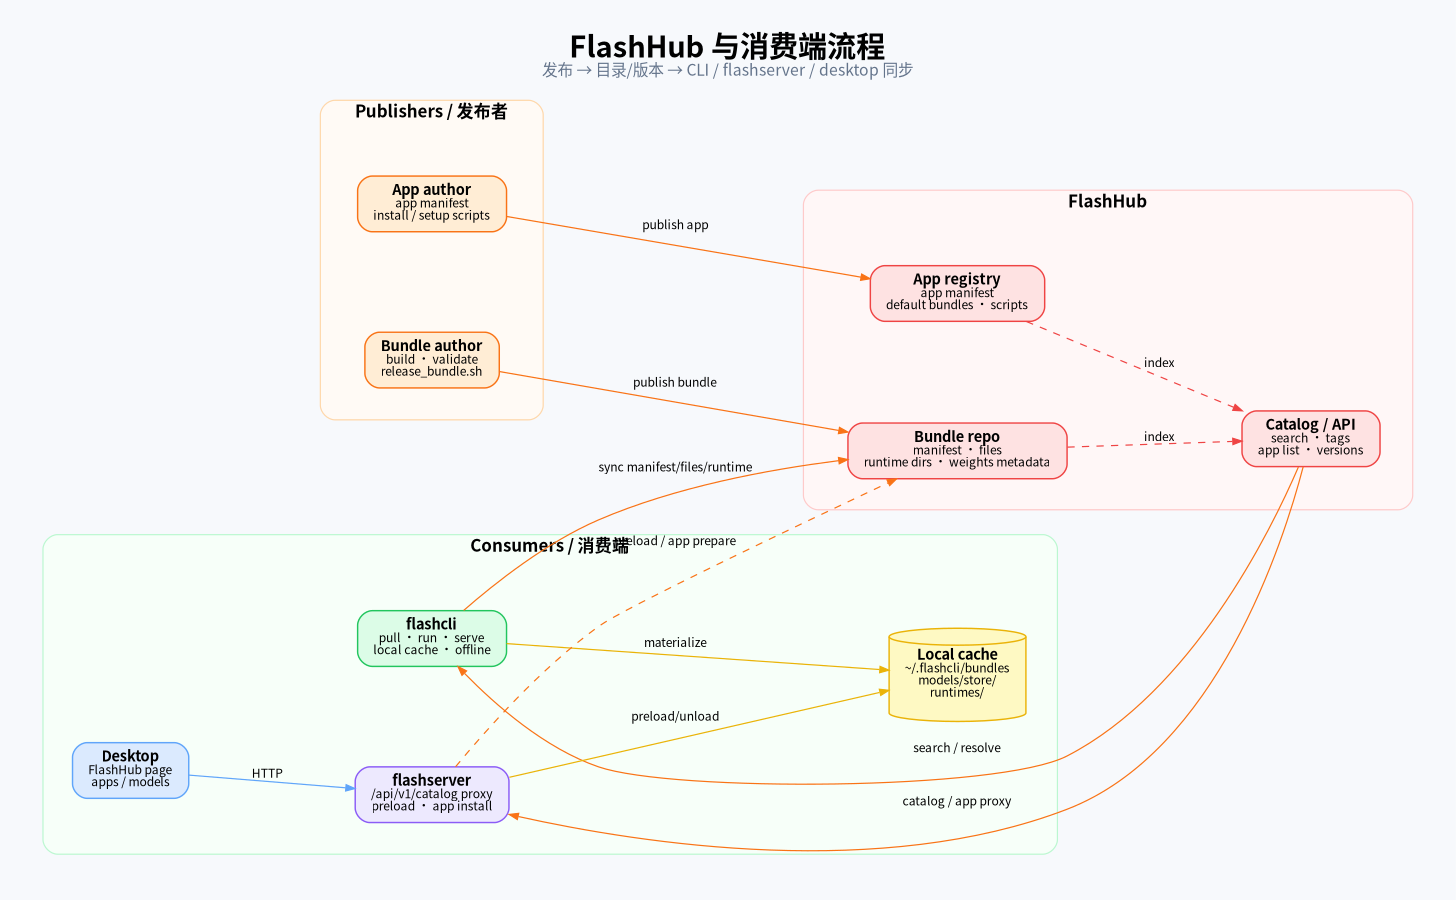 FlashHub 与消费端流程
发布 → 目录/版本 → CLI / flashserver / desktop 同步
Publishers / 发布者
App author
app manifest
install / setup scripts
Bundle author
build • validate
release_bundle.sh
publish app
publish bundle
FlashHub
App registry
app manifest
default bundles • scripts
index
Bundle repo
manifest • files
runtime dirs • weights metadata
index
Catalog / API
search • tags
app list • versions
sync manifest/files/runtime
Consumers / 消费端
/ app prepare
flashcli
pull • run • serve
local cache • offline
materialize
Local cache
~/.flashcli/bundles
models/store/
runtimes/
preload/unload
Desktop
FlashHub page
apps / models
HTTP
flashserver
/api/v1/catalog proxy
preload • app install
search / resolve
catalog / app proxy